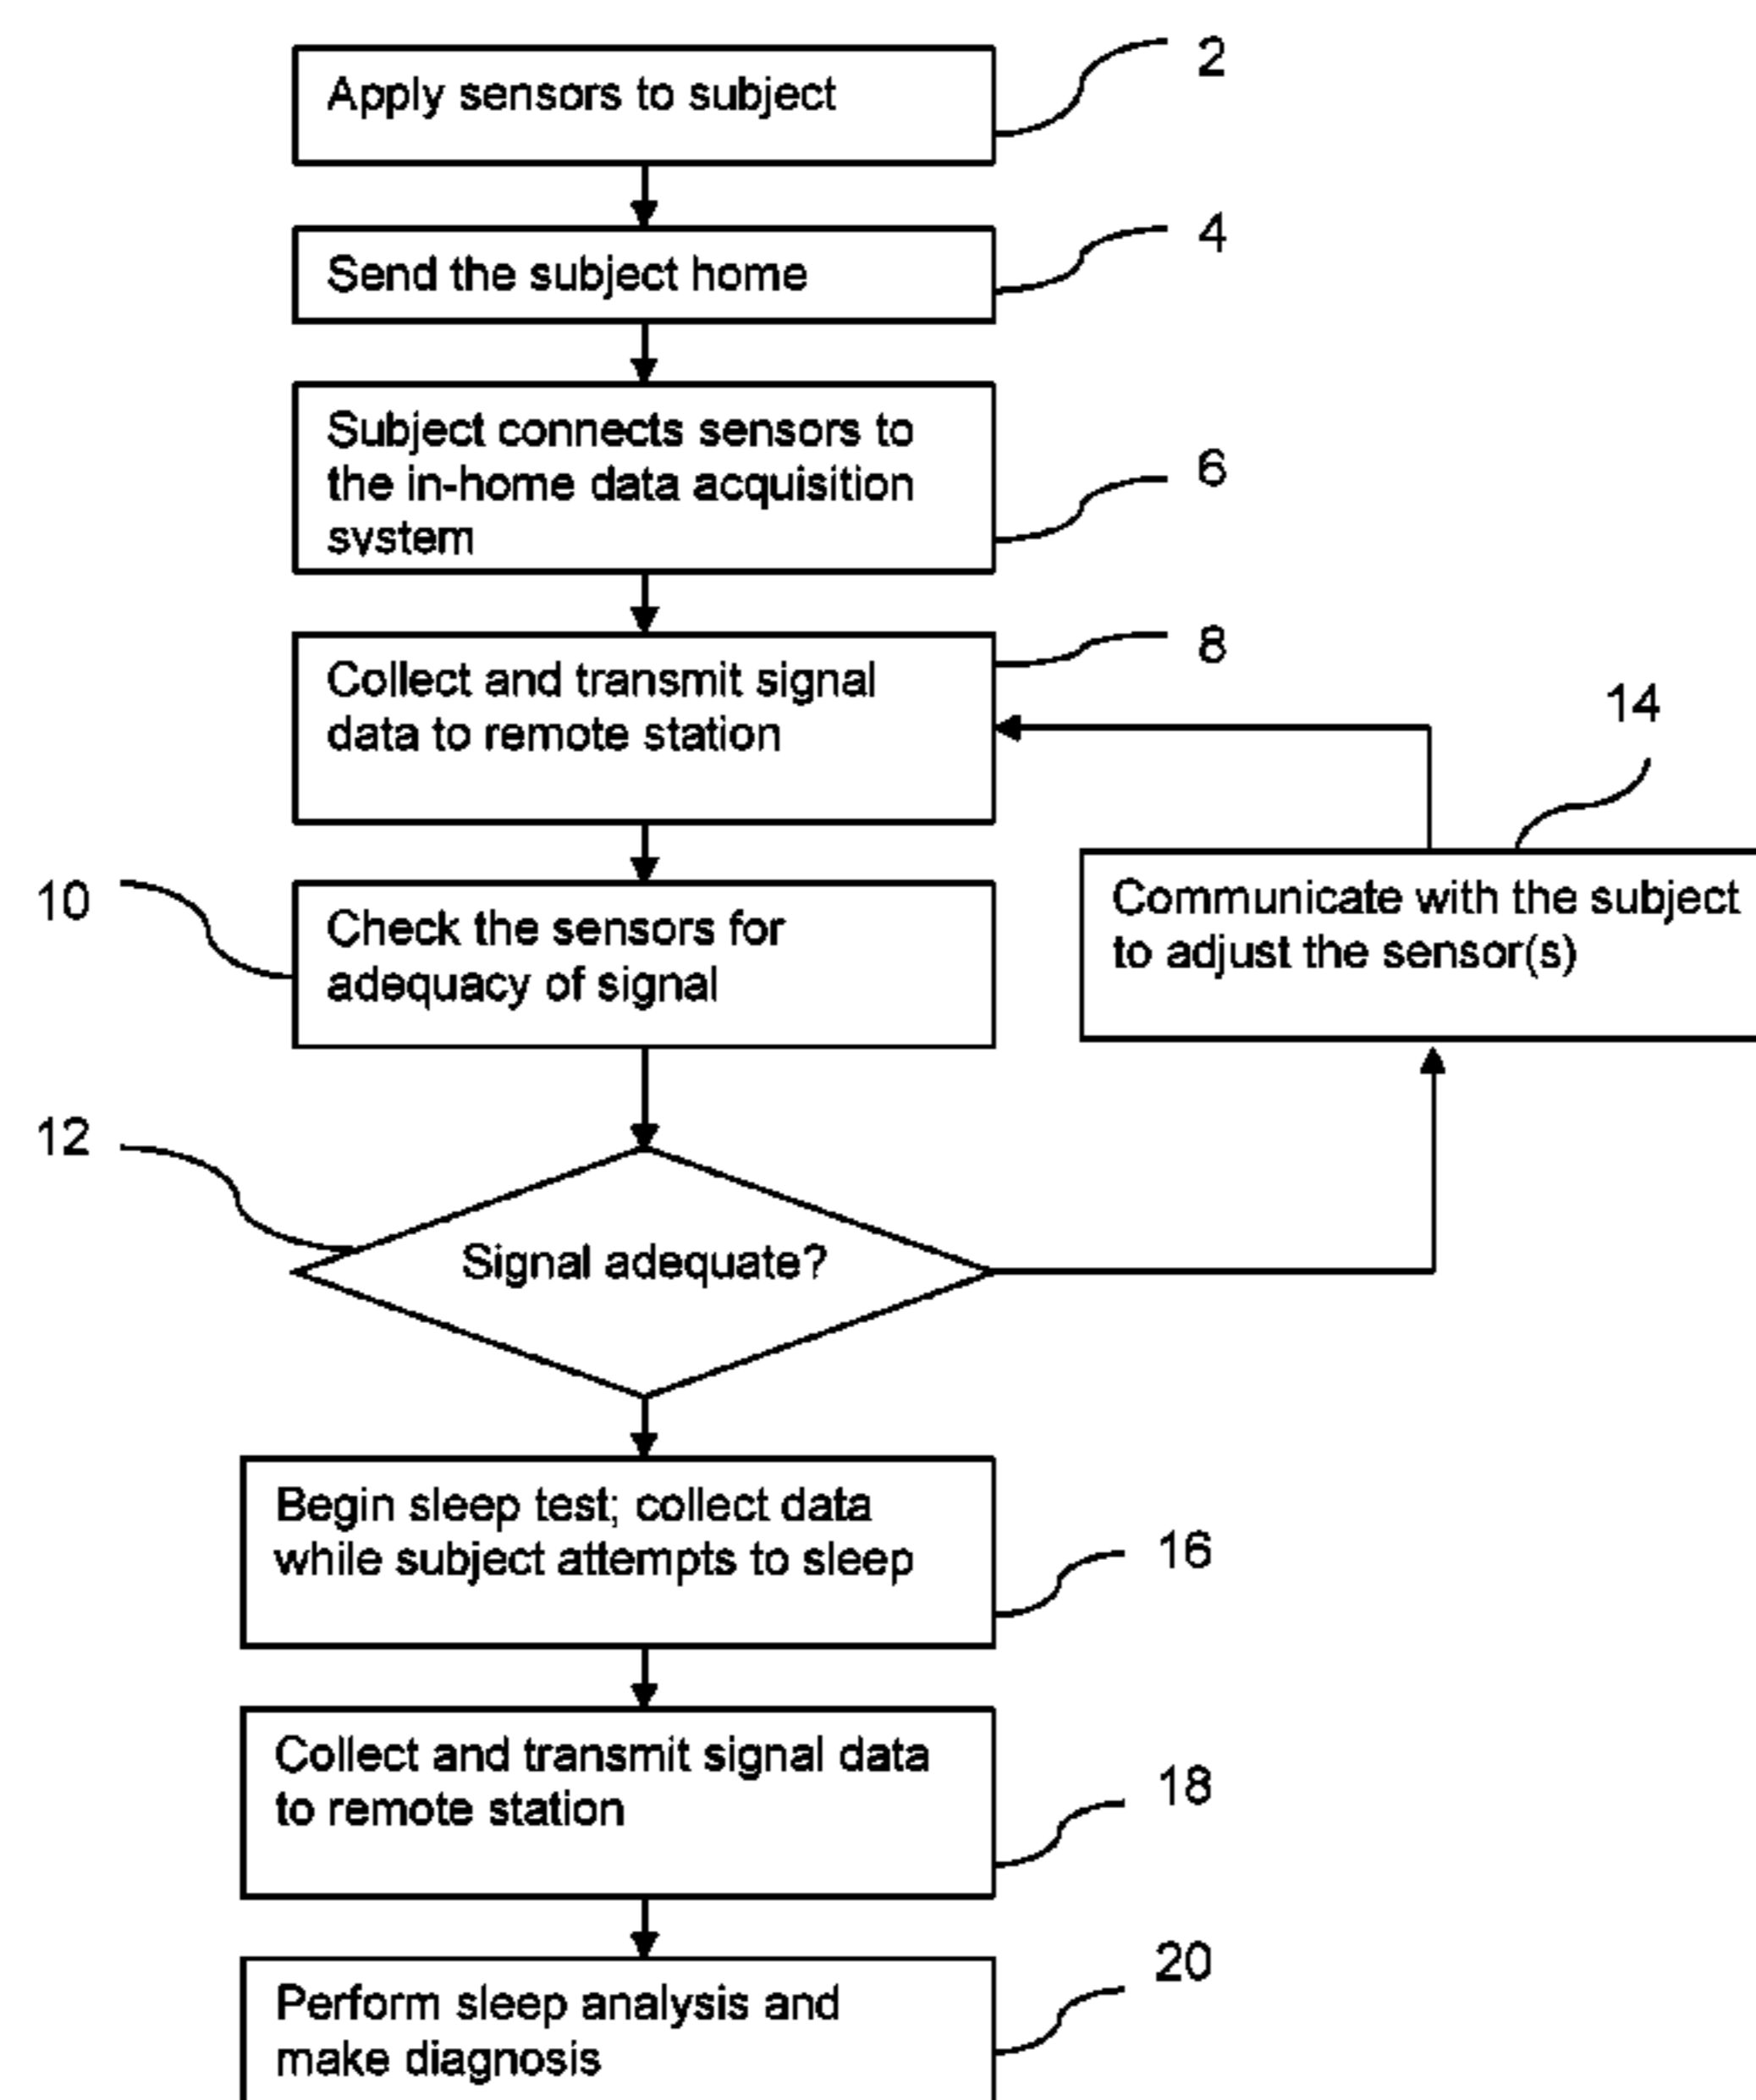 Apply sensors to subject
2
Send the subject home
4
Subject connects sensors to
the in-home data acquisition
system
6
Collect and transmit signal
data to remote station
8
14
Communicate with the subject
to adjust the sensor(s)
10
Check the sensors for
adequacy of signal
12
Signal adequate?
Begin sleep test; collect data
while subject attempts to sleep
16
Collect and transmit signal data
to remote station
18
Perform sleep analysis and
make diagnosis
20